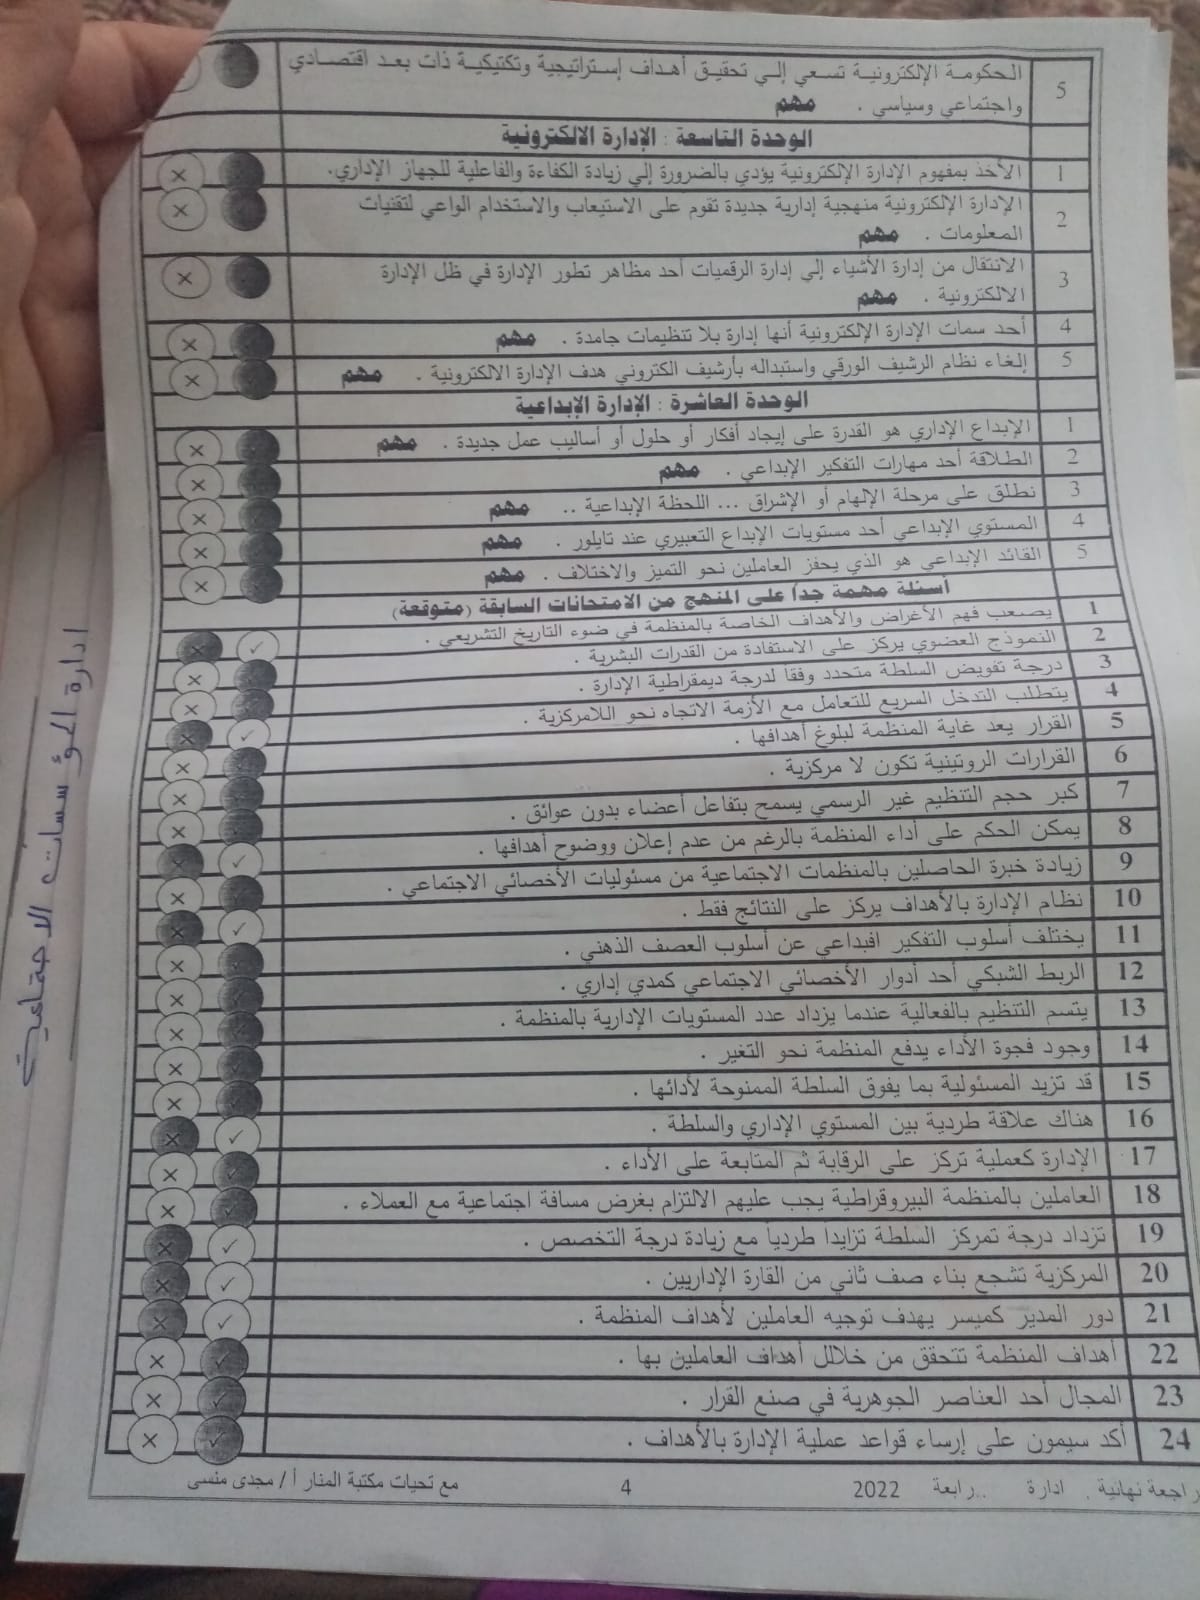 5 الحكومة الإلكترونية تسعي إلي تحقيق أهداف إستراتيجية وتكتيكية ذات بعد اقتصادي
واجتماعي وسياسي . مهم
الوحدة التاسعة : الإدارة الالكترونية
1 الأخذ بمفهوم الإدارة الإلكترونية يؤدي بالضرورة إلي زيادة الكفاءة والفاعلية للجهاز الإداري.
2 الإدارة الإلكترونية منهجية إدارية جديدة تقوم على الاستيعاب والاستخدام الواعي لتقنيات
المعلومات . مهم
3 الانتقال من إدارة الأشياء إلي إدارة الرقميات أحد مظاهر تطور الإدارة في ظل الإدارة
الالكترونية . مهم
4 أحد سمات الإدارة الإلكترونية أنها إدارة بلا تنظيمات جامدة . مهم
5 إلغاء نظام الرشيف الورقي واستبداله بأرشيف الكتروني هدف الإدارة الالكترونية . مهم
الوحدة العاشرة : الإدارة الإبداعية
1 الإبداع الإداري هو القدرة على إيجاد أفكار أو حلول أو أساليب عمل جديدة . مهم
2 الطلاقة أحد مهارات التفكير الإبداعي . مهم
3 نطلق على مرحلة الإلهام أو الإشراق ... اللحظة الإبداعية .. مهم
4 المستوي الإبداعي أحد مستويات الإبداع التعبيري عند تايلور . مهم
5 القائد الإبداعي هو الذي يحفز العاملين نحو التميز والاختلاف . مهم
أسئلة مهمة جداً على المنهج من الامتحانات السابقة (متوقعة)
1 يصعب فهم الأغراض والأهداف الخاصة بالمنظمة في ضوء التاريخ التشريعي .
2 النموذج العضوي يركز على الاستفادة من القدرات البشرية .
3 درجة تفويض السلطة متحدد وفقا لدرجة ديمقراطية الإدارة .
4 يتطلب التدخل السريع للتعامل مع الأزمة الاتجاه نحو اللامركزية .
5 القرار يعد غاية المنظمة لبلوغ أهدافها .
6 القرارات الروتينية تكون لا مركزية .
7 كبر حجم التنظيم غير الرسمي يسمح بتفاعل أعضاء بدون عوائق .
8 يمكن الحكم على أداء المنظمة بالرغم من عدم إعلان ووضوح أهدافها .
9 زيادة خبرة الحاصلين بالمنظمات الاجتماعية من مسئوليات الأخصائي الاجتماعي .
10 نظام الإدارة بالأهداف يركز على النتائج فقط .
11 يختلف أسلوب التفكير افبداعي عن أسلوب العصف الذهني .
12 الربط الشبكي أحد أدوار الأخصائي الاجتماعي كمدي إداري .
13 يتسم التنظيم بالفعالية عندما يزداد عدد المستويات الإدارية بالمنظمة .
14 وجود فجوة الأداء يدفع المنظمة نحو التغير .
15 قد تزيد المسئولية بما يفوق السلطة الممنوحة لأدائها .
16 هناك علاقة طردية بين المستوي الإداري والسلطة .
17 الإدارة كعملية تركز على الرقابة ثم المتابعة على الأداء .
18 العاملين بالمنظمة البيروقراطية يجب عليهم الالتزام بغرض مسافة اجتماعية مع العملاء .
19 تزداد درجة تمركز السلطة تزايداً طردياً مع زيادة درجة التخصص .
20 المركزية تشجع بناء صف ثاني من القارة الإداريين .
21 دور المدير كميسر يهدف توجيه العاملين لأهداف المنظمة .
22 أهداف المنظمة تتحقق من خلالل أهداف العاملين بها .
23 المجال أحد العناصر الجوهرية في صنع القرار .
24 أكد سيمون على إرساء قواعد عملية الإدارة بالأهداف .
راجعة نهائية . ادارة ..رابعة 2022 4 مع تحيات مكتبة المنار أ / مجدى منسى
ادارة المؤسسات الاجتماعية